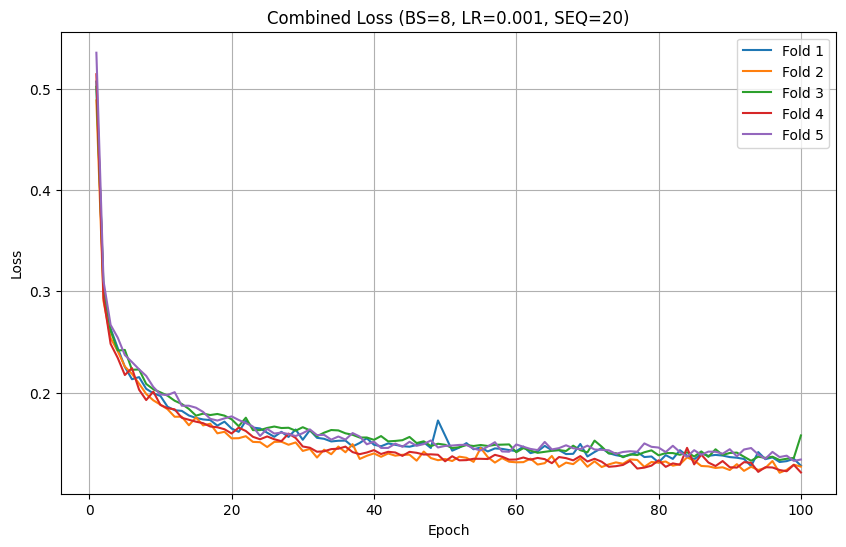 Combined Loss (BS=8, LR=0.001, SEQ=20)
Fold 1
Fold 2
Fold 3
Fold 4
Fold 5
0.5
0.4
0.3
0.2
Loss
0 20 40 60 80 100
Epoch